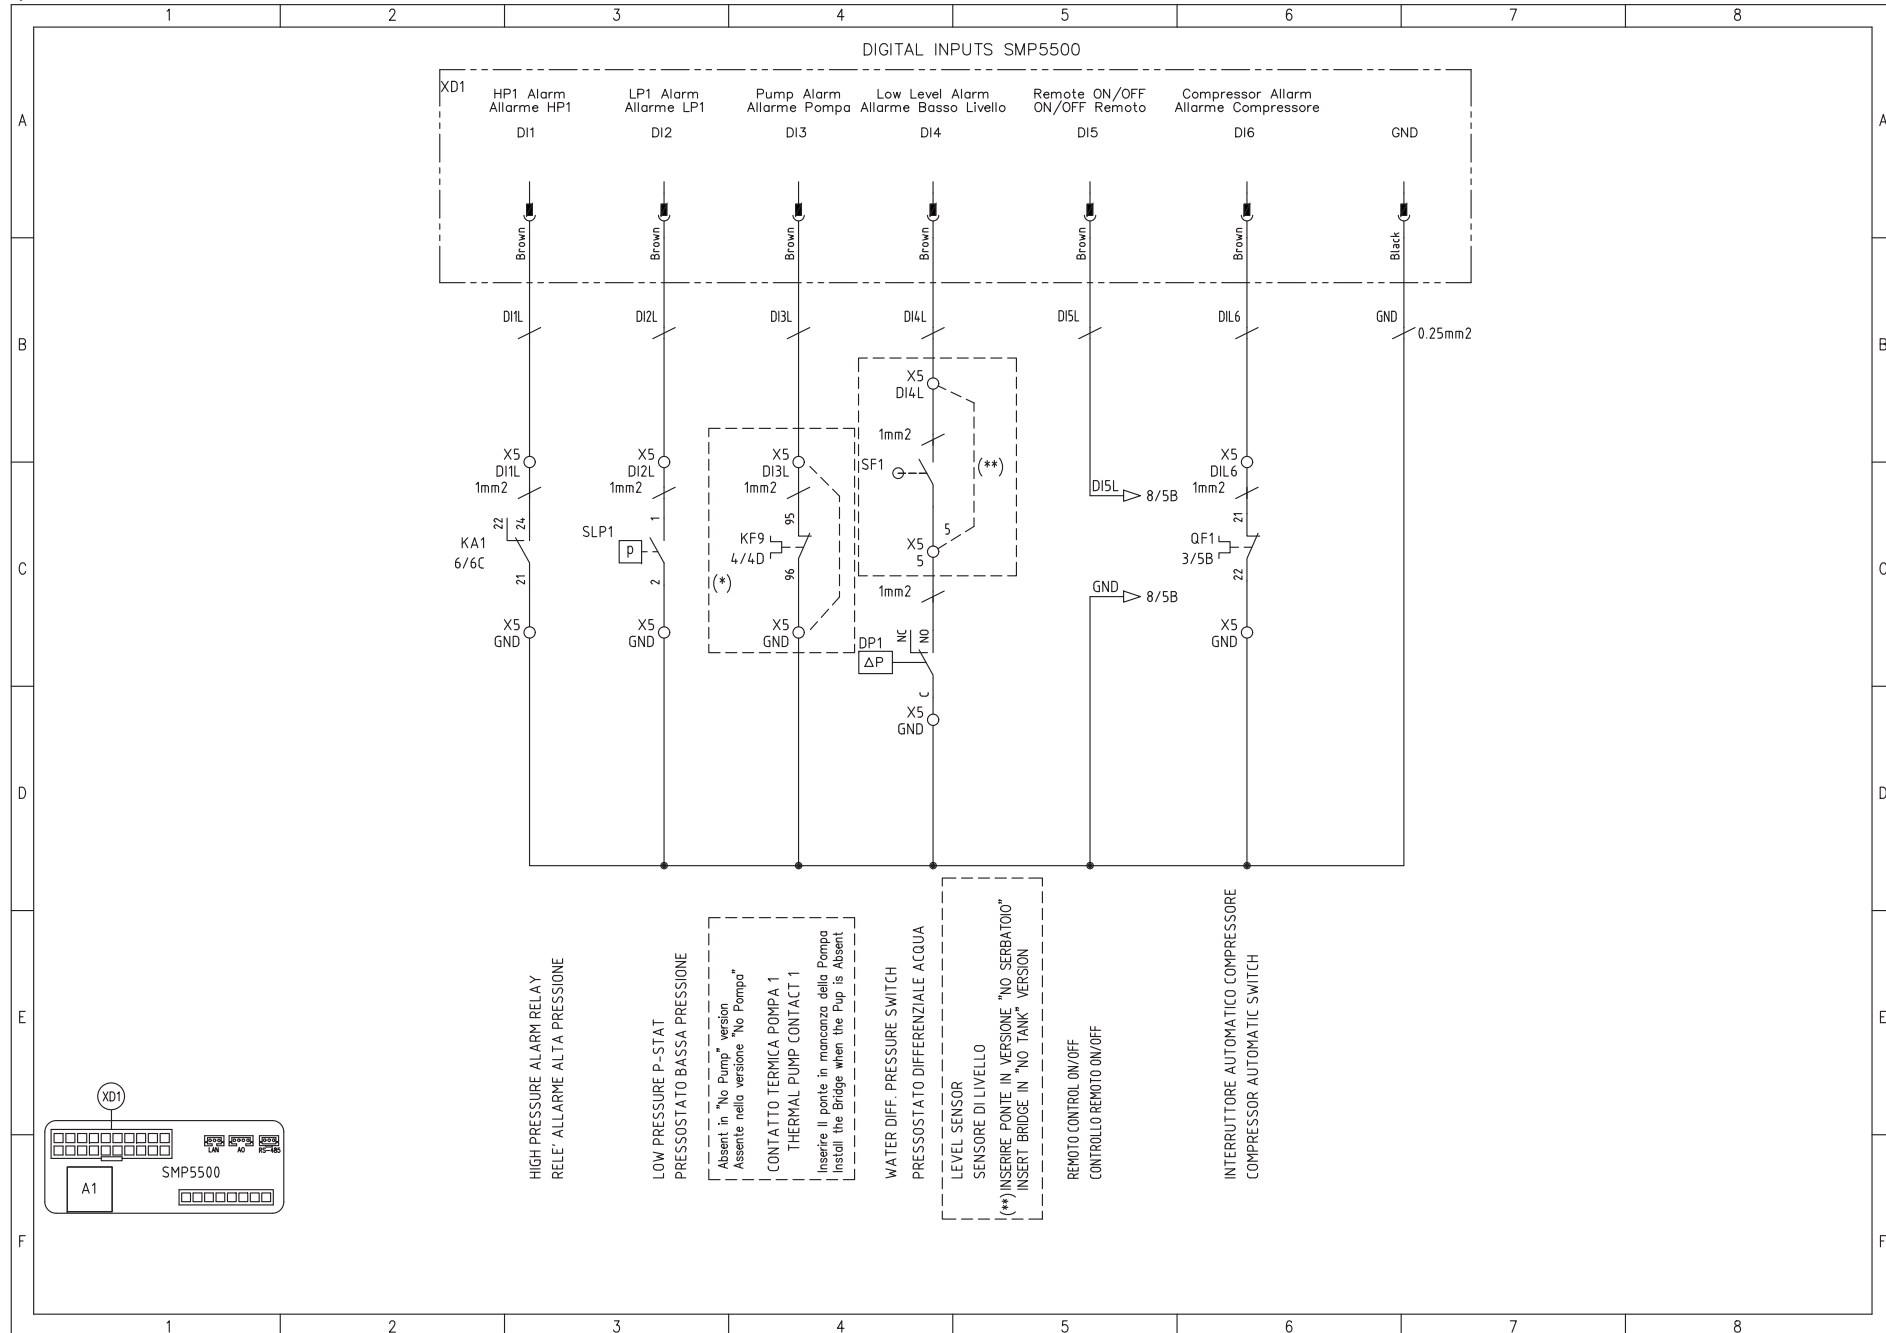 1 2 3 4 5 6 7 8
DIGITAL INPUTS SMP5500
XD1
HP1 Alarm
Allarme HP1
DI1
LP1 Alarm
Allarme LP1
DI2
Pump Alarm
Allarme Pompa
DI3
Low Level Alarm
Allarme Basso Livello
DI4
Remote ON/OFF
ON/OFF Remoto
DI5
Compressor Allarm
Allarme Compressore
DI6
GND
A
A
Brown
Brown
Brown
Brown
Brown
Brown
Black
DI1L
DI2L
DI3L
DI4L
DI5L
DIL6
GND
0.25mm2
B
B
X5
DI1L
1mm2
22
24
KA1
6/6C
21
X5
GND
X5
DI2L
1mm2
1
SLP1
P
2
X5
GND
X5
DI3L
1mm2
95
KF9
4/4D
96
(*)
X5
GND
X5
DI4L
1mm2
SF1
(**)
5
X5
5
1mm2
NC
NO
DP1
ΔP
C
X5
GND
DI5L
8/5B
GND
8/5B
X5
DIL6
1mm2
21
QF1
3/5B
22
X5
GND
C
C
D
D
HIGH PRESSURE ALARM RELAY
RELE' ALLARME ALTA PRESSIONE
LOW PRESSURE P-STAT
PRESSOSTATO BASSA PRESSIONE
Absent in "No Pump" version
Assente nella versione "No Pompa"
CONTATTO TERMICA POMPA 1
THERMAL PUMP CONTACT 1
Inserire Il ponte in mancanza della Pompa
Install the Bridge when the Pup is Absent
WATER DIFF. PRESSURE SWITCH
PRESSOSTATO DIFFERENZIALE ACQUA
LEVEL SENSOR
SENSORE DI LIVELLO
(**)INSERIRE PONTE IN VERSIONE "NO SERBATOIO"
INSERT BRIDGE IN "NO TANK" VERSION
REMOTO CONTROL ON/OFF
CONTROLLO REMOTO ON/OFF
INTERRUTTORE AUTOMATICO COMPRESSORE
COMPRESSOR AUTOMATIC SWITCH
E
E
XD1
LAN
AO
RS-485
SMP5500
A1
F
F
1 2 3 4 5 6 7 8